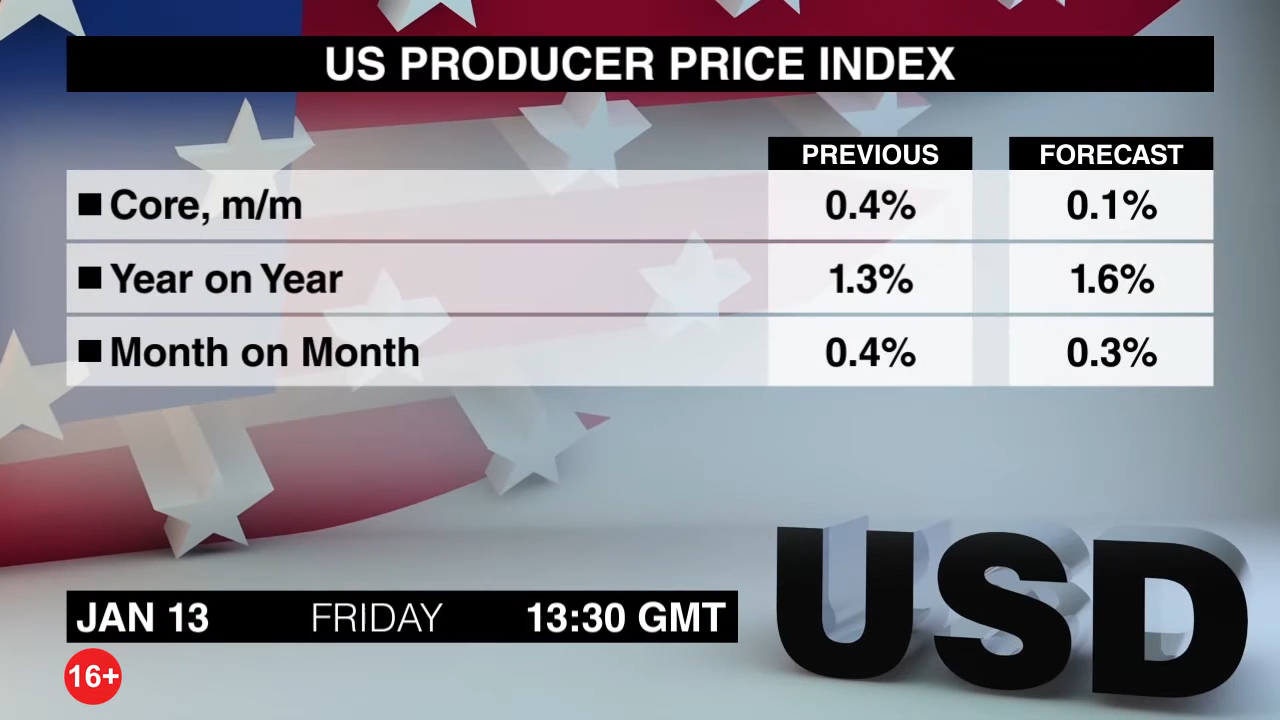 US PRODUCER PRICE INDEX
PREVIOUS FORECAST
Core, m/m 0.4% 0.1%
Year on Year 1.3% 1.6%
Month on Month 0.4% 0.3%
JAN 13 FRIDAY 13:30 GMT
USD
16+